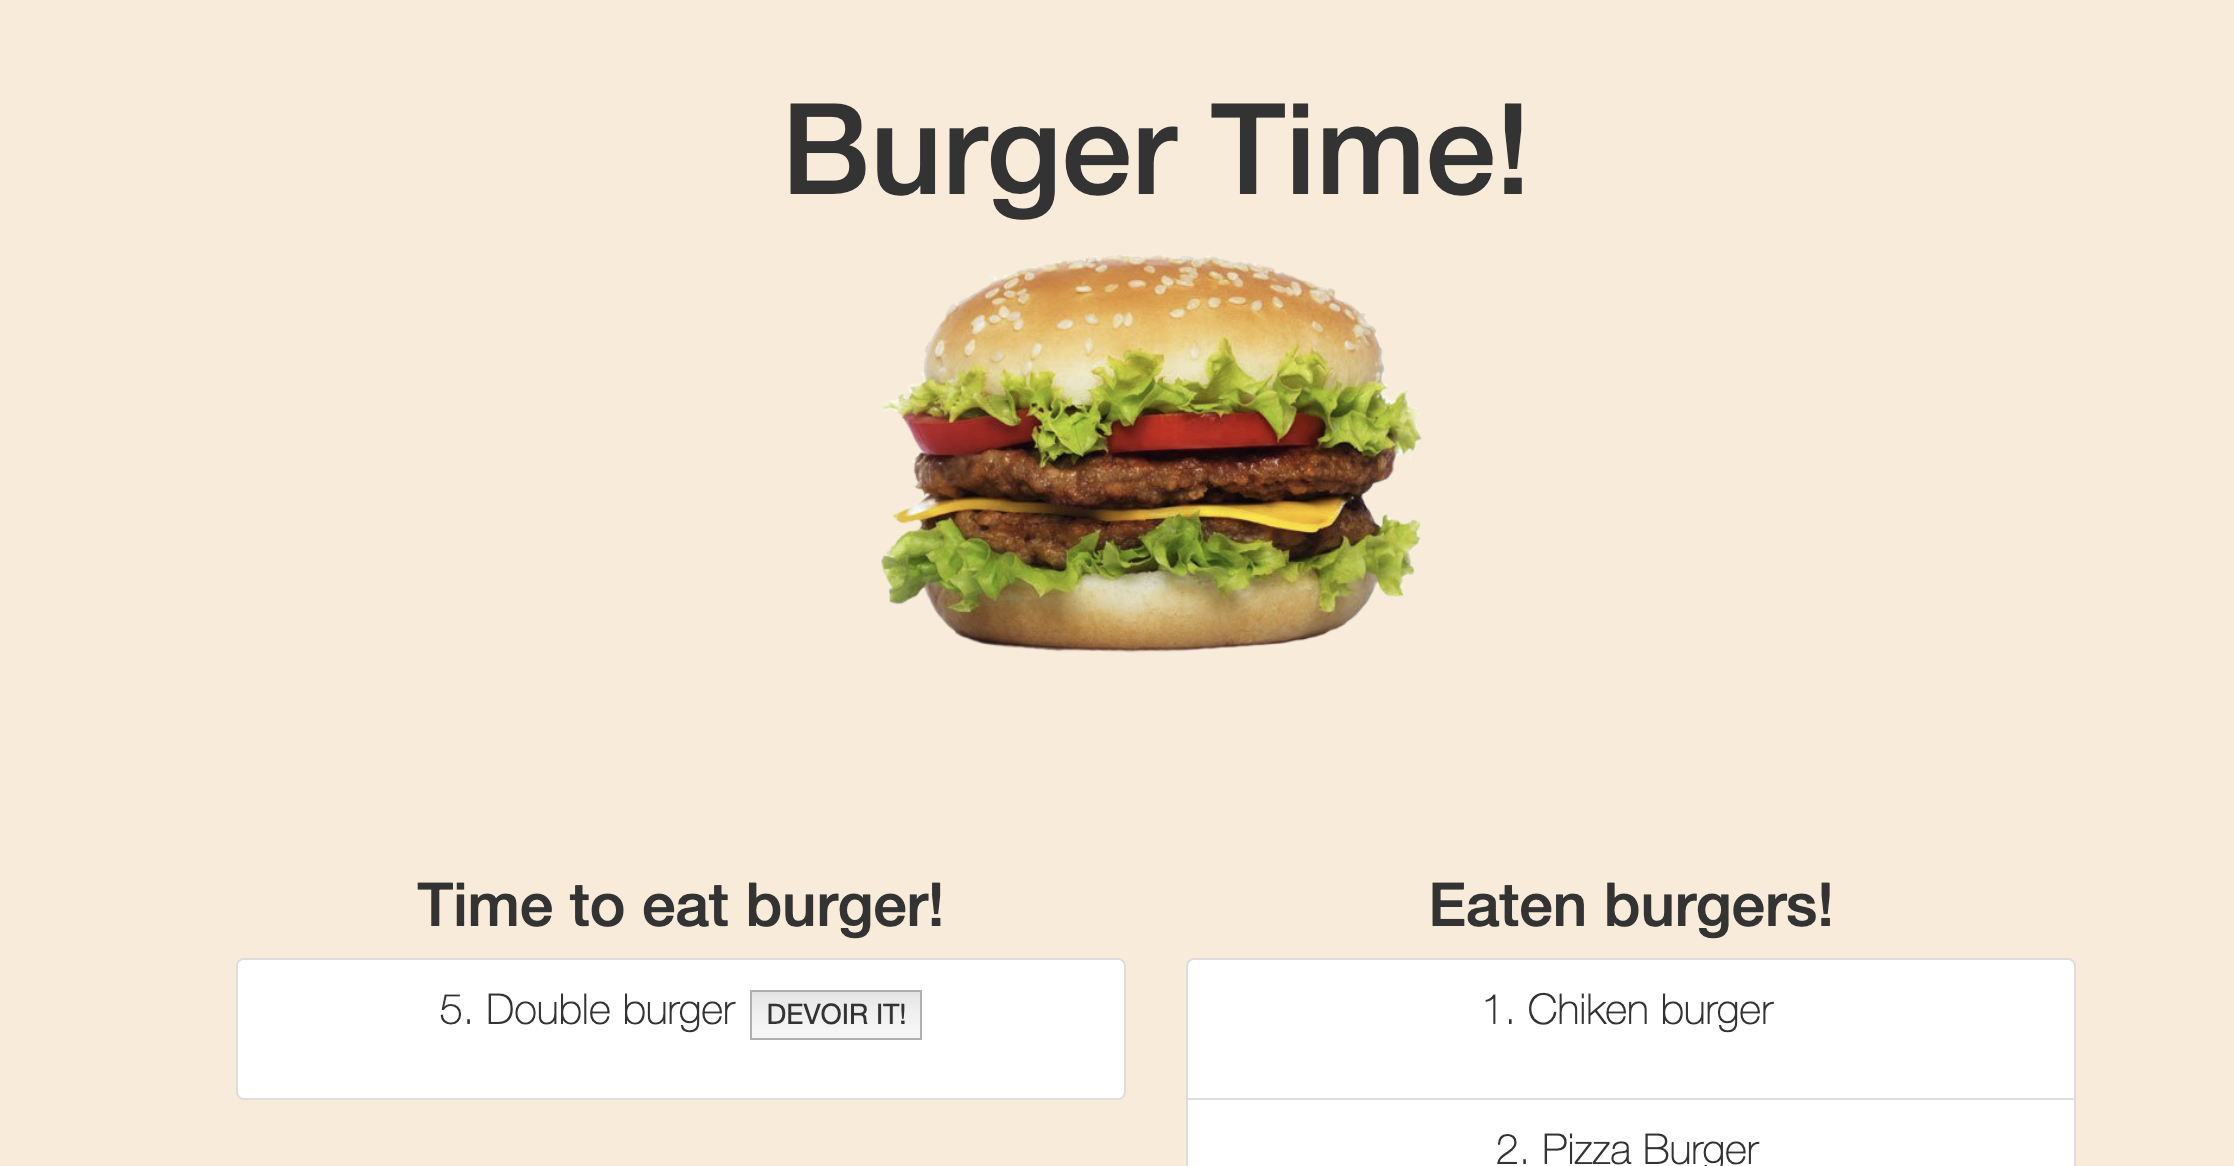 Burger Time!
Time to eat burger!
5. Double burger DEVOIR IT!
Eaten burgers!
1. Chiken burger
2. Pizza Burger